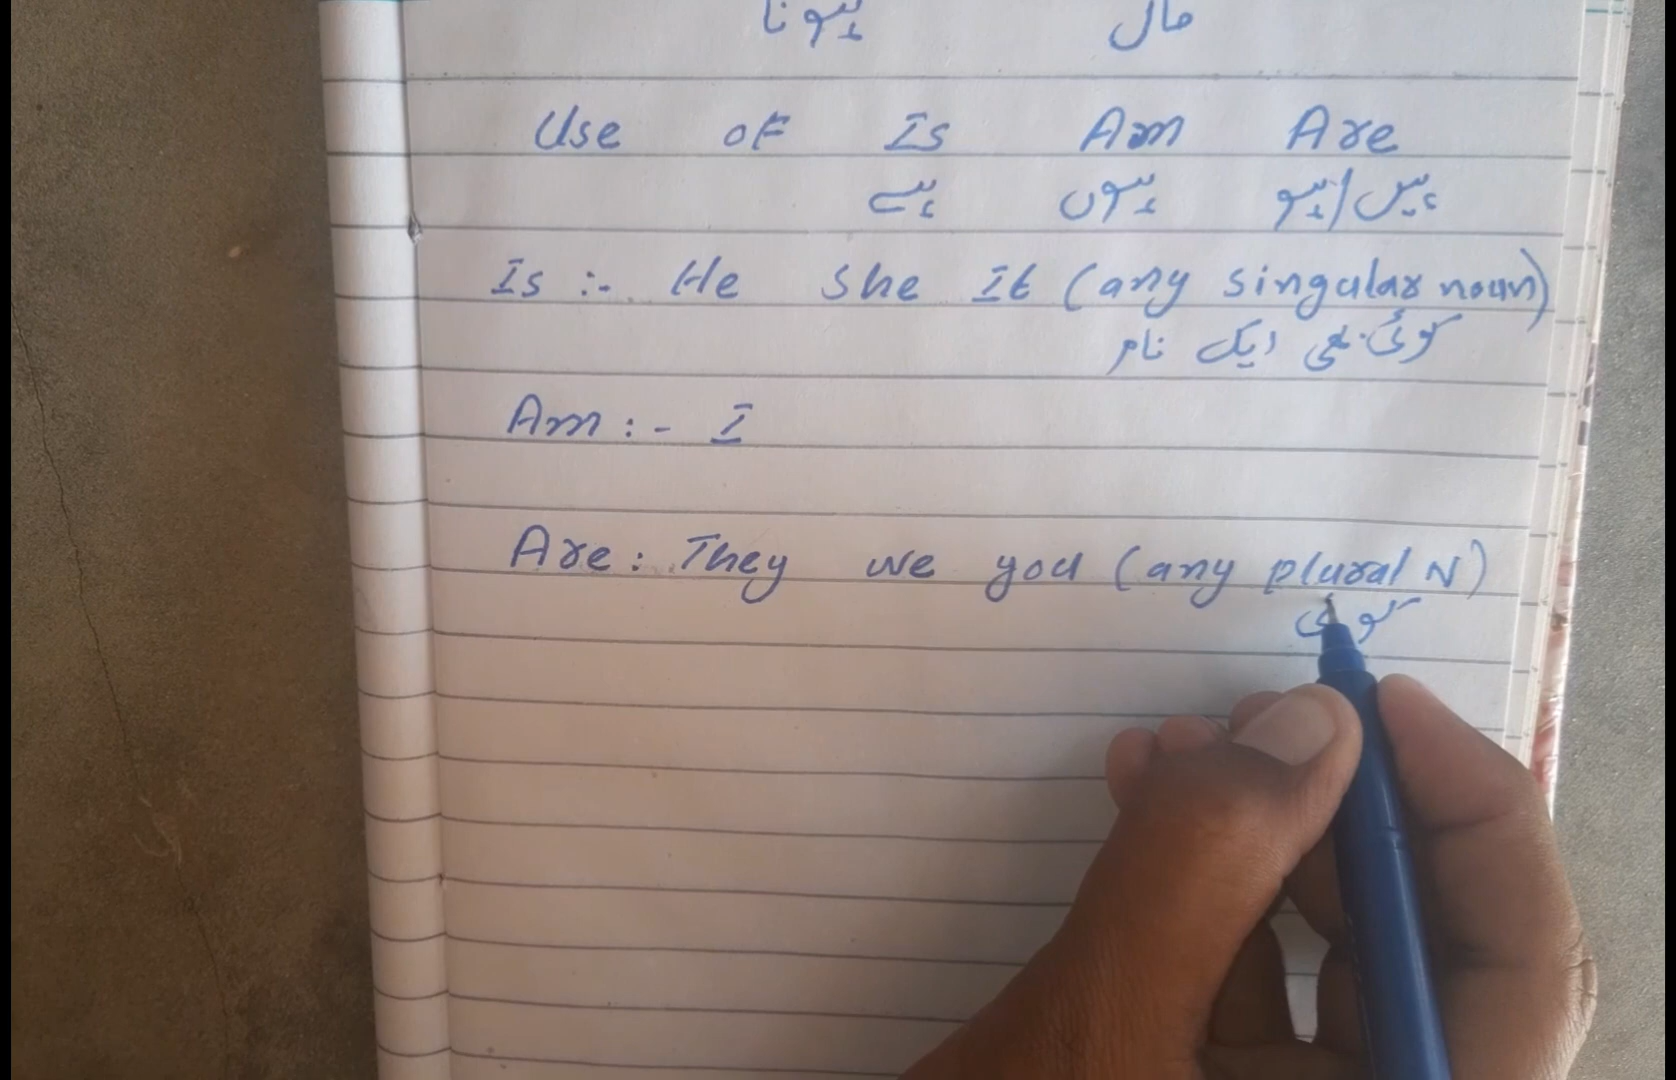 ہونا حال
Use of Is Am Are
ہے ہوں ہو/ہیں
Is :- He She It (any singular noun)
کوئی بھی ایک نام
Am :- I
Are : They we you (any plural N)
کوئی